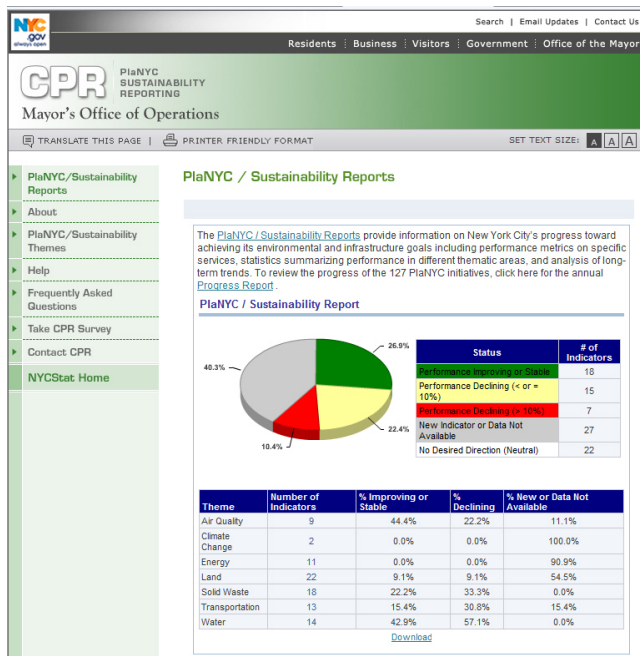 NYC
.gov
always open
Search | Email Updates | Contact Us
Residents Business Visitors Government Office of the Mayor
CPR PlaNYC
SUSTAINABILITY
REPORTING
Mayor's Office of Operations
TRANSLATE THIS PAGE | PRINTER FRIENDLY FORMAT SET TEXT SIZE: A A A
PlaNYC/Sustainability
Reports
About
PlaNYC/Sustainability
Themes
Help
Frequently Asked
Questions
Take CPR Survey
Contact CPR
NYCStat Home
PlaNYC / Sustainability Reports
The PlaNYC / Sustainability Reports provide information on New York City's progress toward
achieving its environmental and infrastructure goals including performance metrics on specific
services, statistics summarizing performance in different thematic areas, and analysis of long-
term trends. To review the progress of the 127 PlaNYC initiatives, click here for the annual
Progress Report .
PlaNYC / Sustainability Report
26.9%
40.3%
22.4%
10.4%
Status # of Indicators
Performance Improving or Stable 18
Performance Declining (< or = 10%) 15
Performance Declining (> 10%) 7
New Indicator or Data Not Available 27
No Desired Direction (Neutral) 22
Theme Number of Indicators % Improving or Stable % Declining % New or Data Not Available
Air Quality 9 44.4% 22.2% 11.1%
Climate Change 2 0.0% 0.0% 100.0%
Energy 11 0.0% 0.0% 90.9%
Land 22 9.1% 9.1% 54.5%
Solid Waste 18 22.2% 33.3% 0.0%
Transportation 13 15.4% 30.8% 15.4%
Water 14 42.9% 57.1% 0.0%
Download